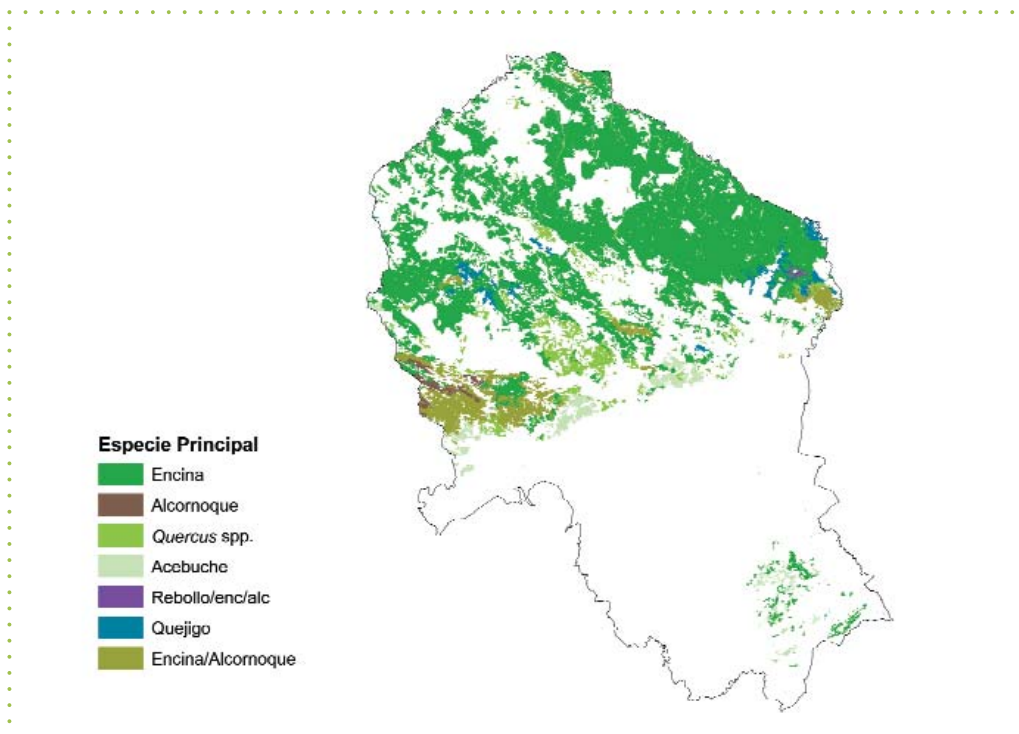 Especie Principal
Encina
Alcornoque
Quercus spp.
Acebuche
Rebollo/enc/alc
Quejigo
Encina/Alcornoque